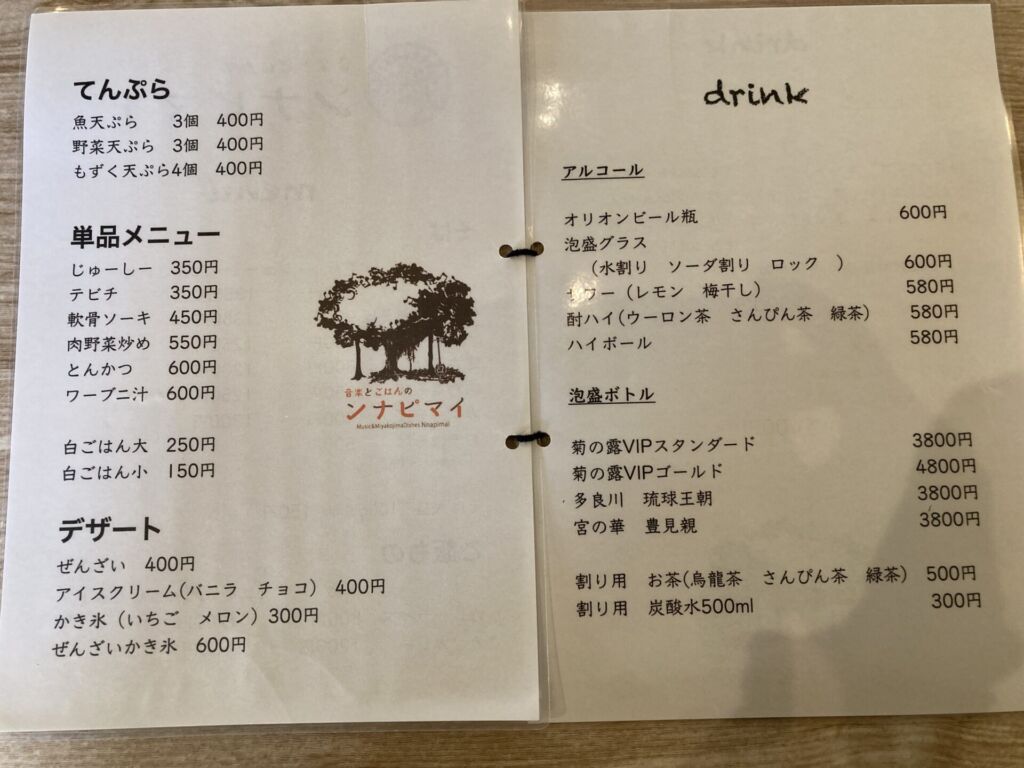 てんぷら
魚天ぷら 3個 400円
野菜天ぷら 3個 400円
もずく天ぷら4個 400円
単品メニュー
じゅーしー 350円
テビチ 350円
軟骨ソーキ 450円
肉野菜炒め 550円
とんかつ 600円
ワーブニ汁 600円
白ごはん大 250円
白ごはん小 150円
デザート
ぜんざい 400円
アイスクリーム(バニラ チョコ) 400円
かき氷（いちご メロン）300円
ぜんざいかき氷 600円
音楽とごはんの
ンナピマイ
Music&MiyakojimaDishes Nnapimai
drink
アルコール
オリオンビール瓶 600円
泡盛グラス
（水割り ソーダ割り ロック ） 600円
サワー（レモン 梅干し） 580円
酎ハイ(ウーロン茶 さんぴん茶 緑茶) 580円
ハイボール 580円
泡盛ボトル
菊の露VIPスタンダード 3800円
菊の露VIPゴールド 4800円
多良川 琉球王朝 3800円
宮の華 豊見親 3800円
割り用 お茶(烏龍茶 さんぴん茶 緑茶) 500円
割り用 炭酸水500ml 300円